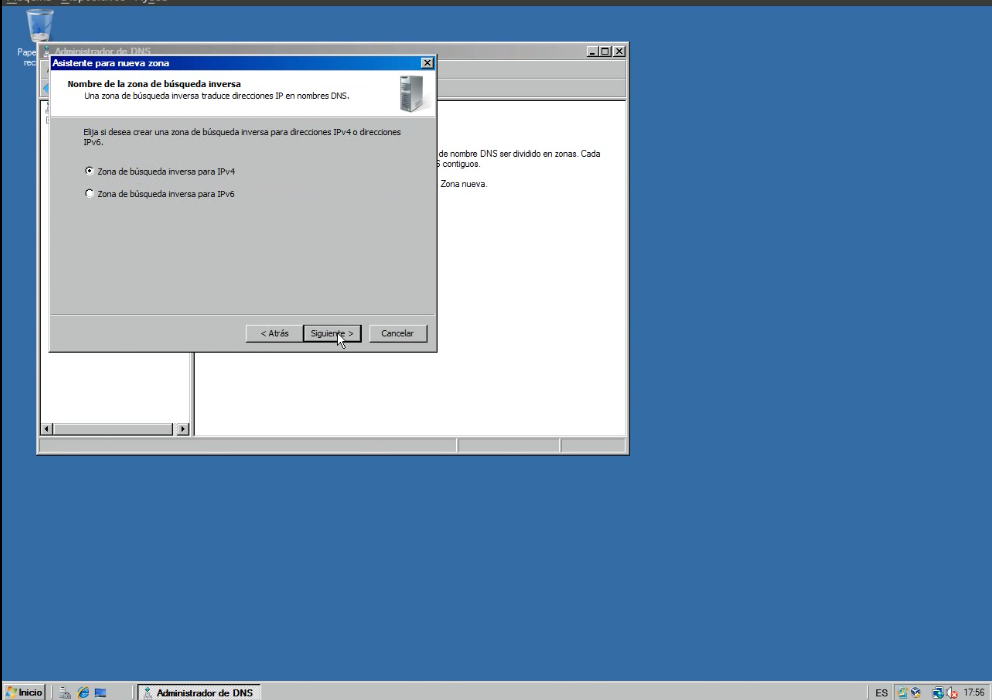 Administrador de DNS
Asistente para nueva zona
Nombre de la zona de búsqueda inversa
Una zona de búsqueda inversa traduce direcciones IP en nombres DNS.
Elija si desea crear una zona de búsqueda inversa para direcciones IPv4 o direcciones
IPv6.
de nombre DNS ser dividido en zonas. Cada
contiguos.
Zona de búsqueda inversa para IPv4
Zona nueva.
Zona de búsqueda inversa para IPv6
< Atrás
Siguiente >
Cancelar
Inicio
Administrador de DNS
ES
17:56